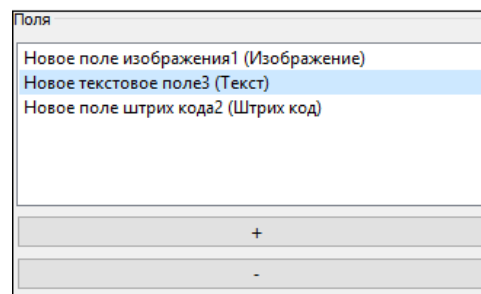 Поля
Новое поле изображения1 (Изображение)
Новое текстовое поле3 (Текст)
Новое поле штрих кода2 (Штрих код)
+
-